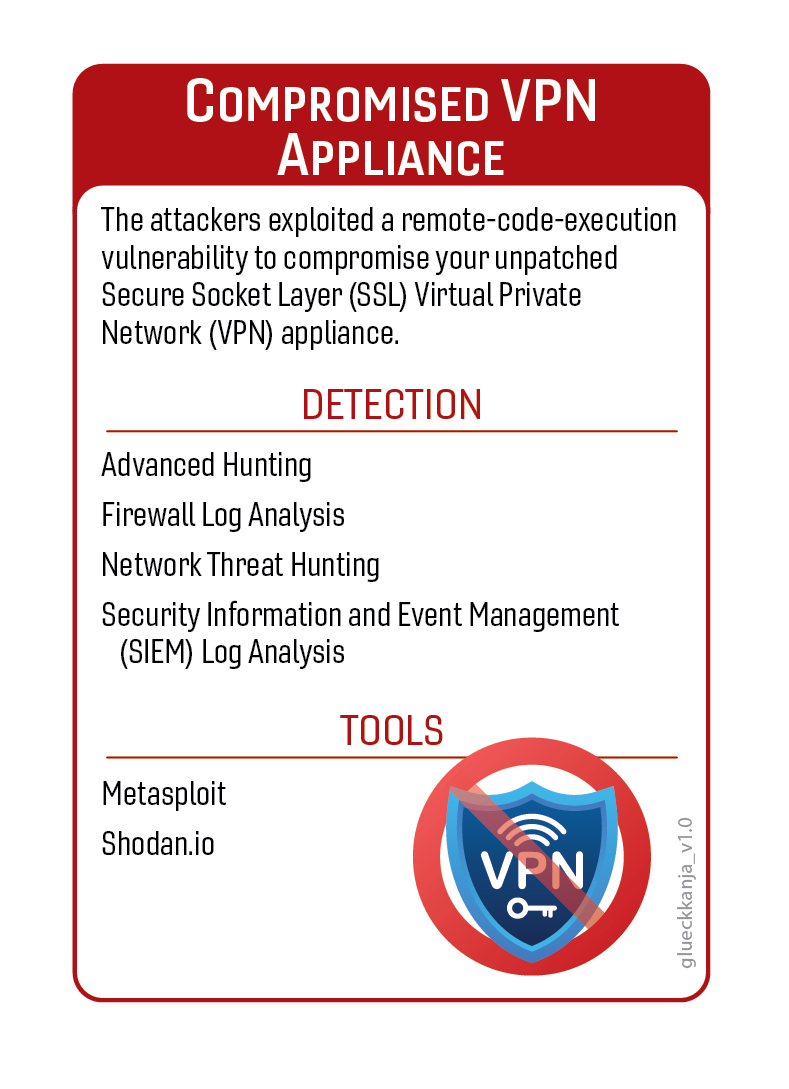 COMPROMISED VPN
APPLIANCE
The attackers exploited a remote-code-execution
vulnerability to compromise your unpatched
Secure Socket Layer (SSL) Virtual Private
Network (VPN) appliance.
DETECTION
Advanced Hunting
Firewall Log Analysis
Network Threat Hunting
Security Information and Event Management
(SIEM) Log Analysis
TOOLS
Metasploit
Shodan.io
VPN
glueckkanja_v1.0